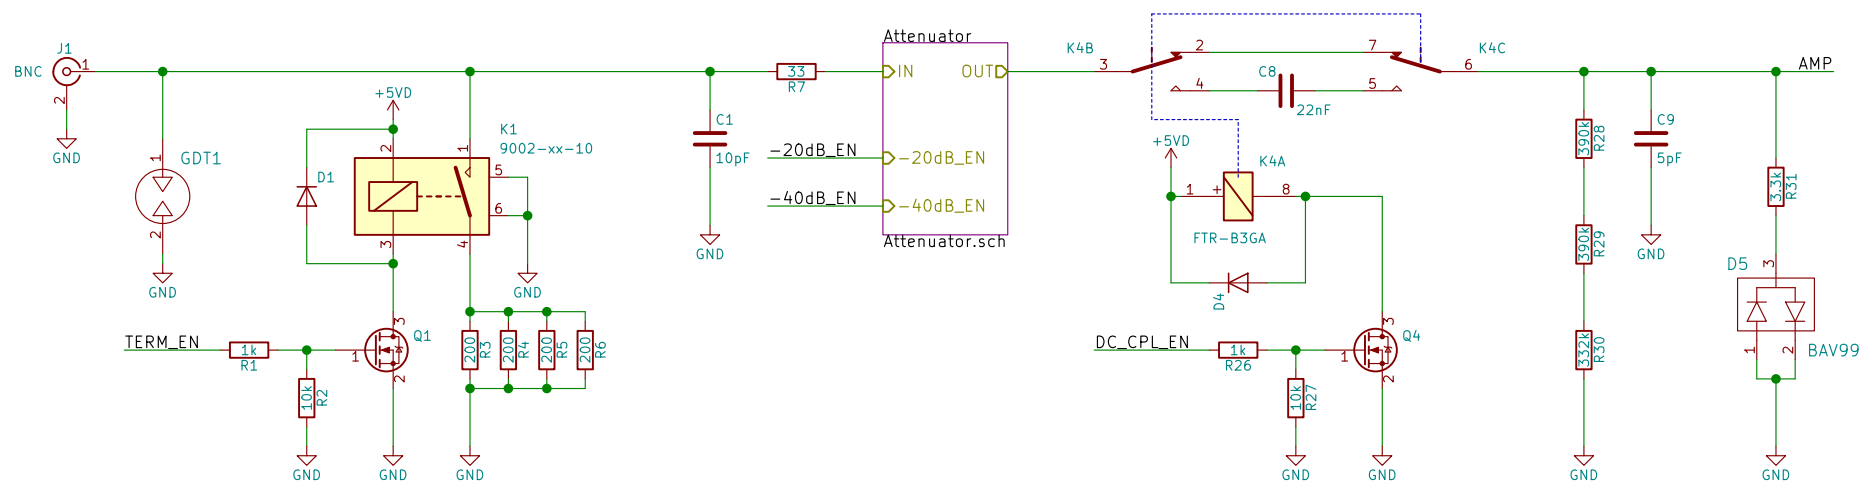 J1
BNC
1
2
GND
GDT1
1
2
GND
+5VD
D1
K1
9002-xx-10
2
1
5
6
3
4
GND
TERM_EN
1k
R1
10k
R2
GND
Q1
3
1
2
GND
200
R3
200
R4
200
R5
200
R6
GND
C1
10pF
GND
33
R7
Attenuator
IN
OUT
-20dB_EN
-20dB_EN
-40dB_EN
-40dB_EN
Attenuator.sch
K4B
3
2
4
C8
22nF
7
5
K4C
6
+5VD
K4A
1
+
8
FTR-B3GA
D4
DC_CPL_EN
1k
R26
10k
R27
GND
Q4
3
1
2
GND
AMP
390k
R28
390k
R29
332k
R30
GND
C9
5pF
GND
3.3k
R31
D5
3
1
2
BAV99
GND